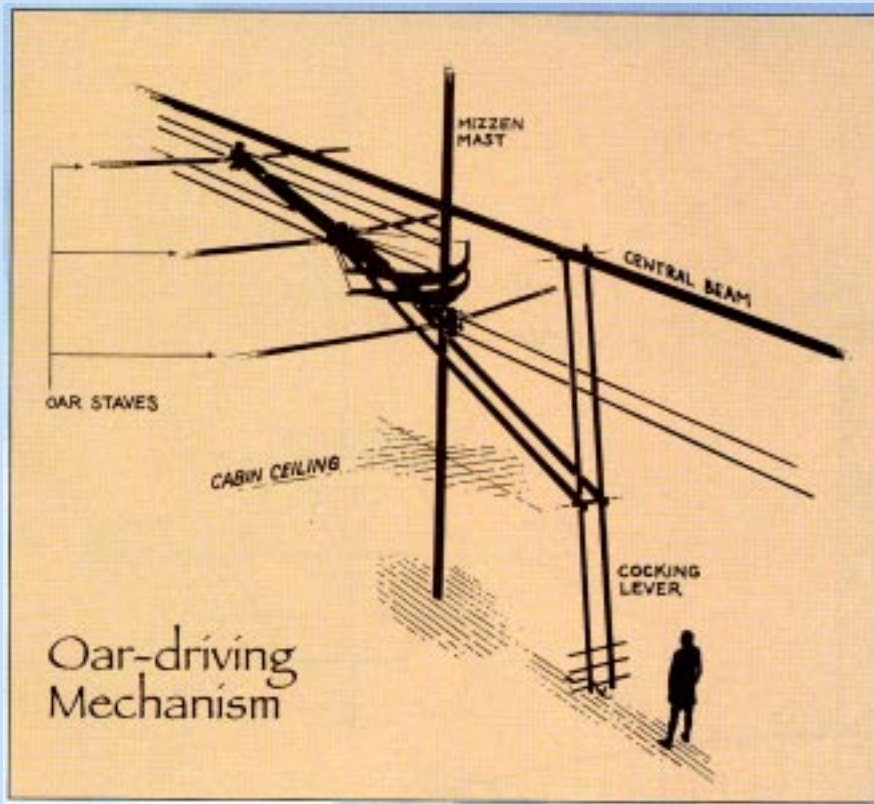 MIZZEN
MAST
CENTRAL BEAM
OAR STAVES
CABIN CEILING
COCKING
LEVER
Oar-driving
Mechanism